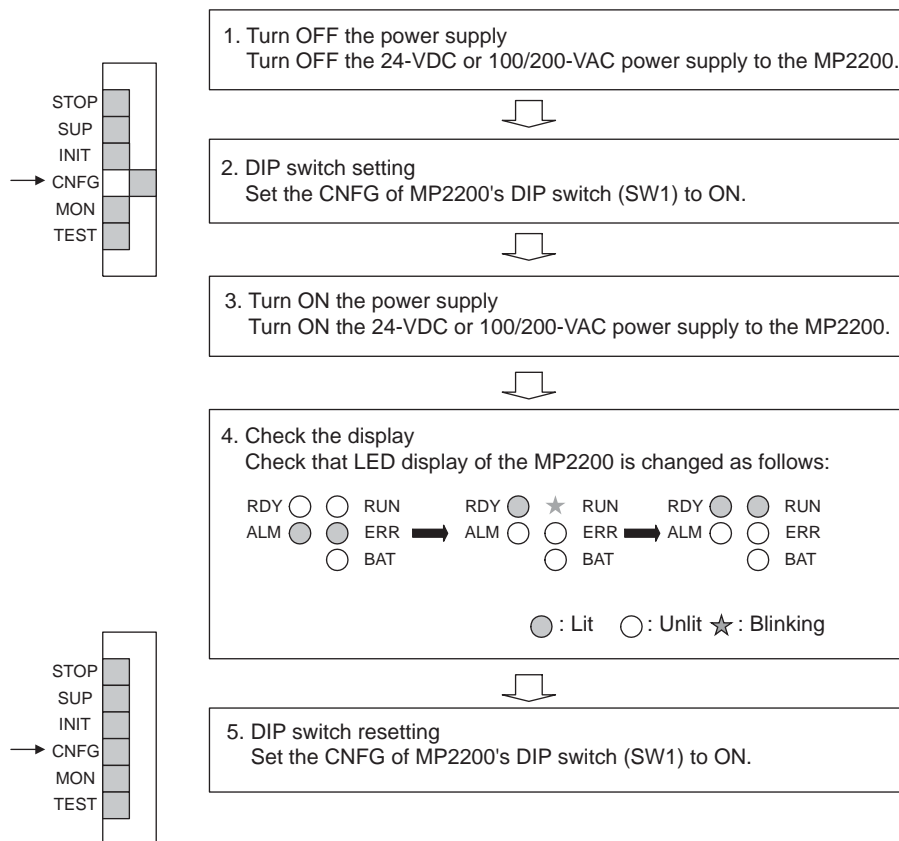 1. Turn OFF the power supply
Turn OFF the 24-VDC or 100/200-VAC power supply to the MP2200.
STOP
SUP
INIT
CNFG
MON
TEST
2. DIP switch setting
Set the CNFG of MP2200's DIP switch (SW1) to ON.
3. Turn ON the power supply
Turn ON the 24-VDC or 100/200-VAC power supply to the MP2200.
4. Check the display
Check that LED display of the MP2200 is changed as follows:
RDY RUN RDY RUN RDY RUN
ALM ERR ALM ERR ALM ERR
BAT BAT BAT
: Lit : Unlit : Blinking
STOP
SUP
INIT
CNFG
MON
TEST
5. DIP switch resetting
Set the CNFG of MP2200's DIP switch (SW1) to ON.